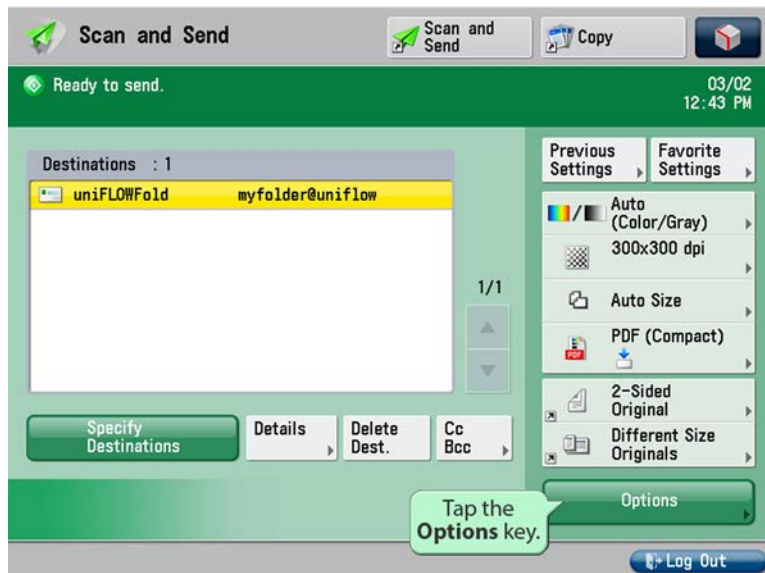 Scan and Send
Scan and
Send
Copy
Ready to send.
03/02
12:43 PM
Destinations : 1
uniFLOWFold myfolder@uniflow
1/1
Specify
Destinations
Details
Delete
Dest.
Cc
Bcc
Previous
Settings
Favorite
Settings
Auto
(Color/Gray)
300x300 dpi
Auto Size
PDF
PDF (Compact)
2-Sided
Original
Different Size
Originals
Options
Tap the
Options key.
Log Out